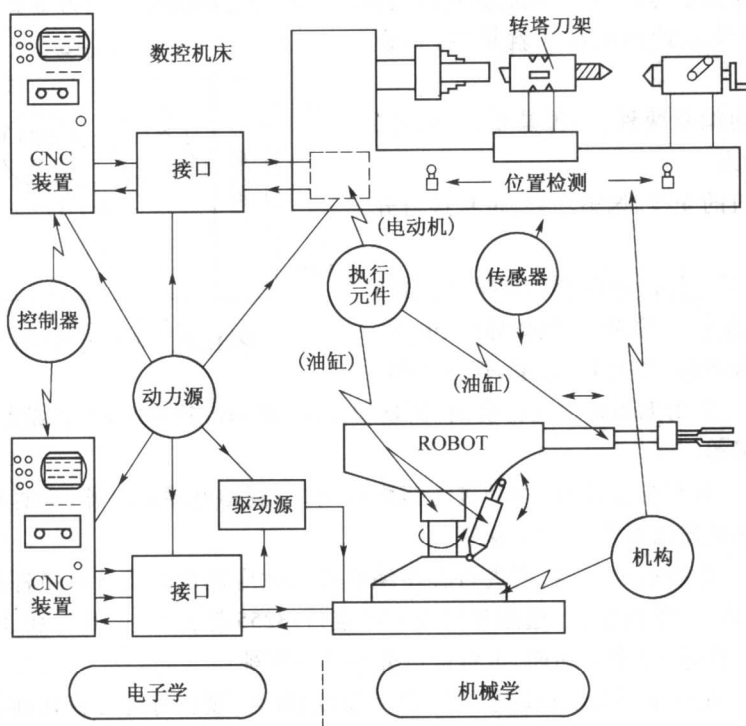 数控机床
转塔刀架
CNC
装置
接口
位置检测
(电动机)
执行
元件
传感器
控制器
(油缸)
(油缸)
动力源
ROBOT
驱动源
CNC
装置
接口
机构
电子学
机械学